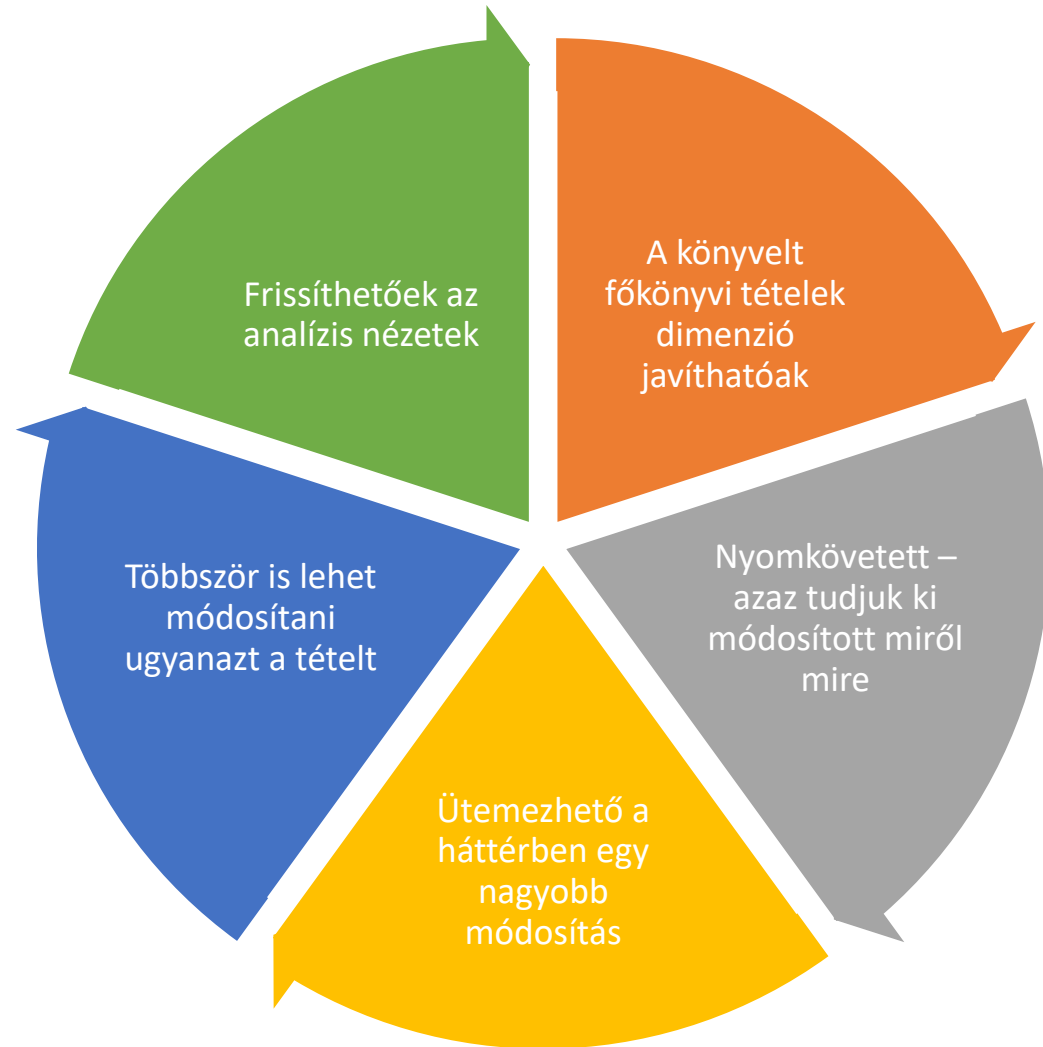 A könyvelt
főkönyvi tételek
dimenzió
javíthatóak
Nyomkövetett –
azaz tudjuk ki
módosított miről
mire
Ütemezhető a
háttérben egy
nagyobb
módosítás
Többször is lehet
módosítani
ugyanazt a tételt
Frissíthetőek az
analízis nézetek